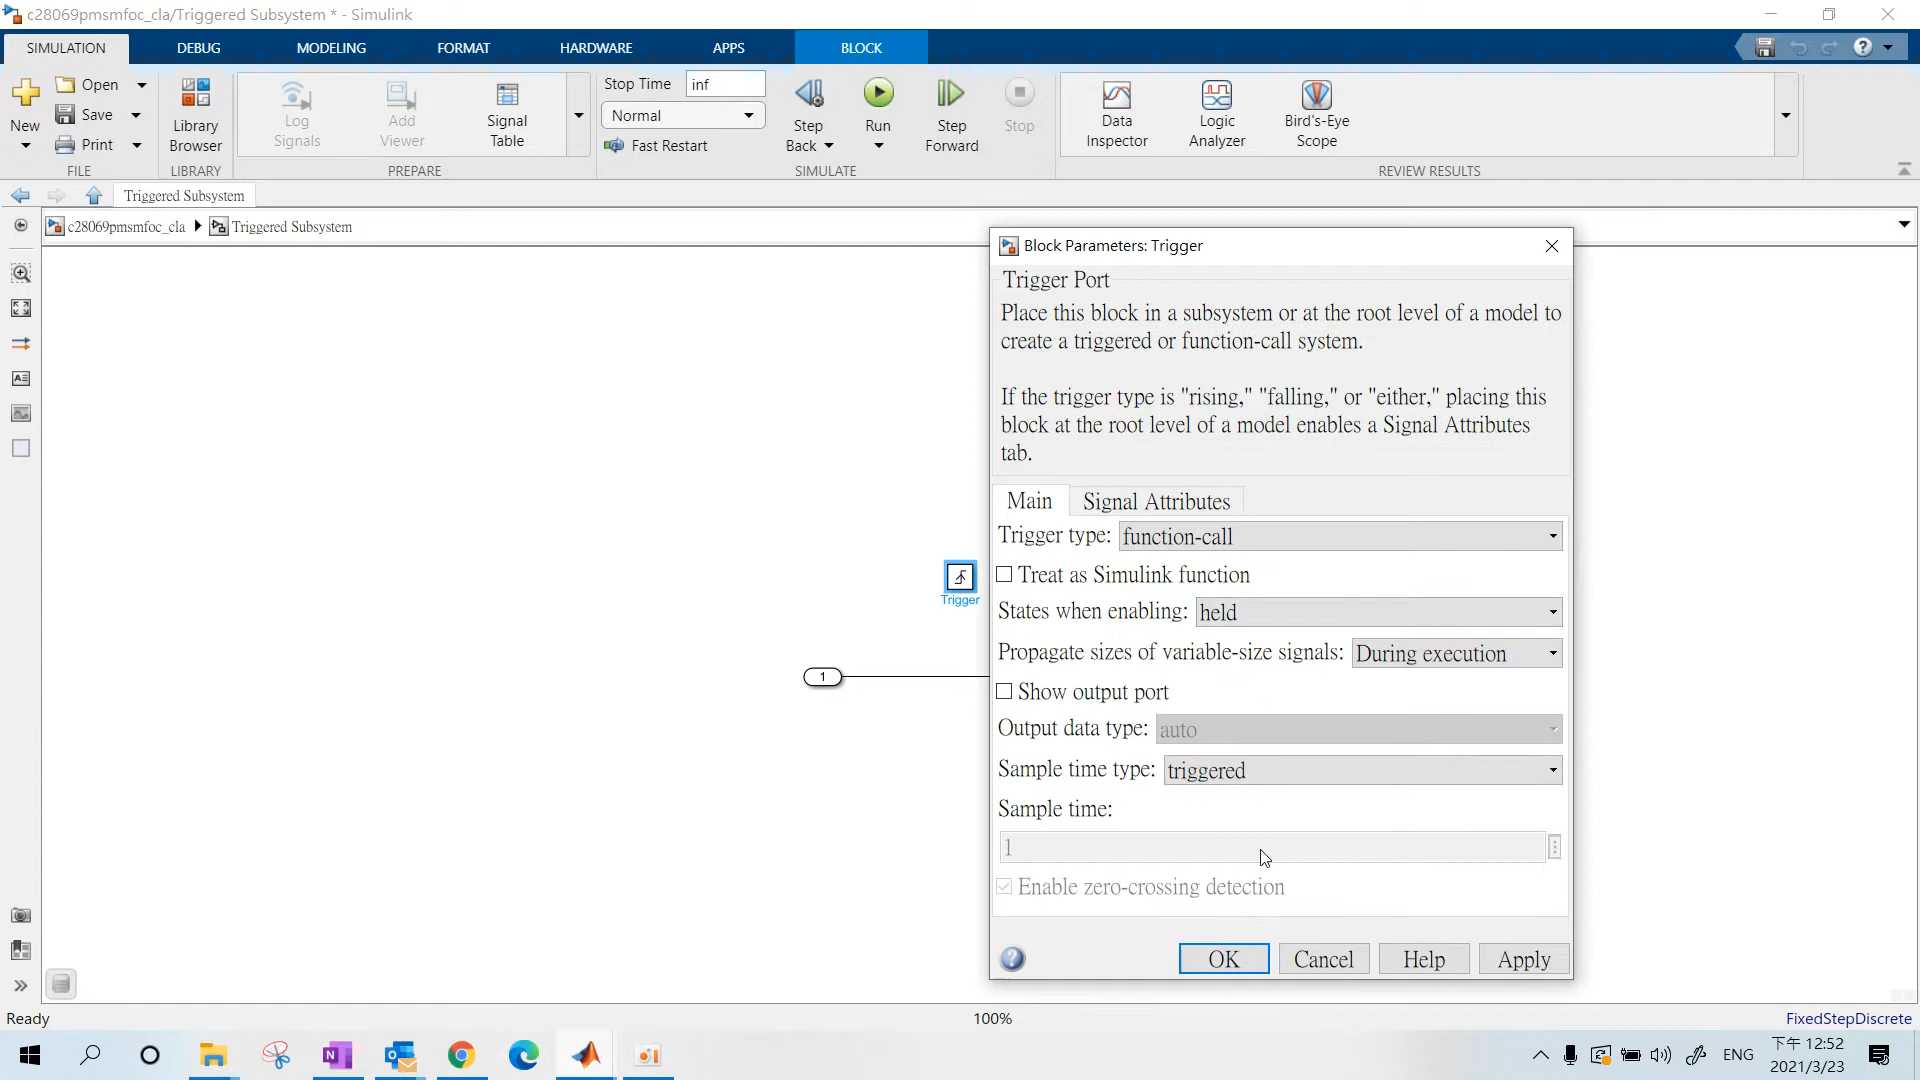 c28069pmsmfoc_cla/Triggered Subsystem * - Simulink
SIMULATION DEBUG MODELING FORMAT HARDWARE APPS BLOCK
New
Open
Save
Print
FILE
Library
Browser
LIBRARY
Log
Signals
Add
Viewer
Signal
Table
PREPARE
Stop Time inf
Normal
Fast Restart
Step
Back
Run
Step
Forward
Stop
SIMULATE
Data
Inspector
Logic
Analyzer
Bird's-Eye
Scope
REVIEW RESULTS
Triggered Subsystem
c28069pmsmfoc_cla Triggered Subsystem
Trigger
1
Block Parameters: Trigger
Trigger Port
Place this block in a subsystem or at the root level of a model to
create a triggered or function-call system.
If the trigger type is "rising," "falling," or "either," placing this
block at the root level of a model enables a Signal Attributes
tab.
Main Signal Attributes
Trigger type: function-call
Treat as Simulink function
States when enabling: held
Propagate sizes of variable-size signals: During execution
Show output port
Output data type: auto
Sample time type: triggered
Sample time:
1
Enable zero-crossing detection
OK Cancel Help Apply
Ready 100% FixedStepDiscrete
ENG
下午 12:52
2021/3/23